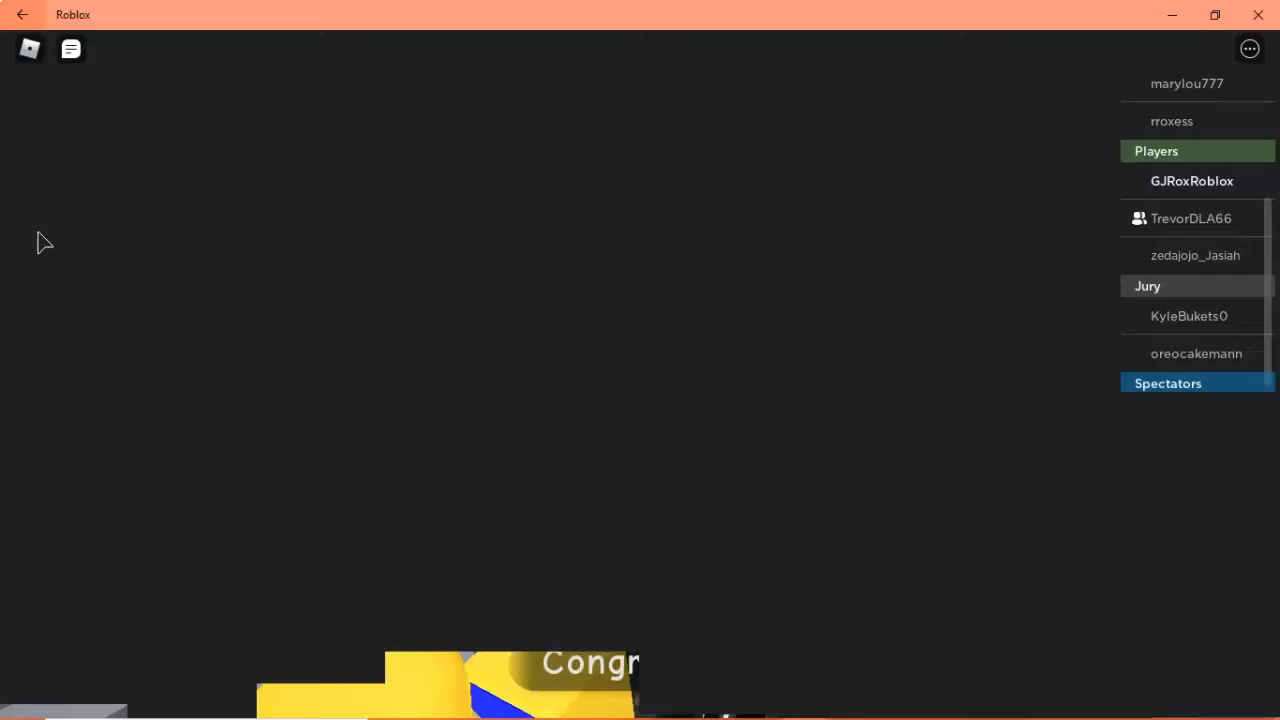 Roblox
marylou777
rroxess
Players
GJRoxRoblox
TrevorDLA66
zedajojo_Jasiah
Jury
KyleBukets0
oreocakemann
Spectators
Congr